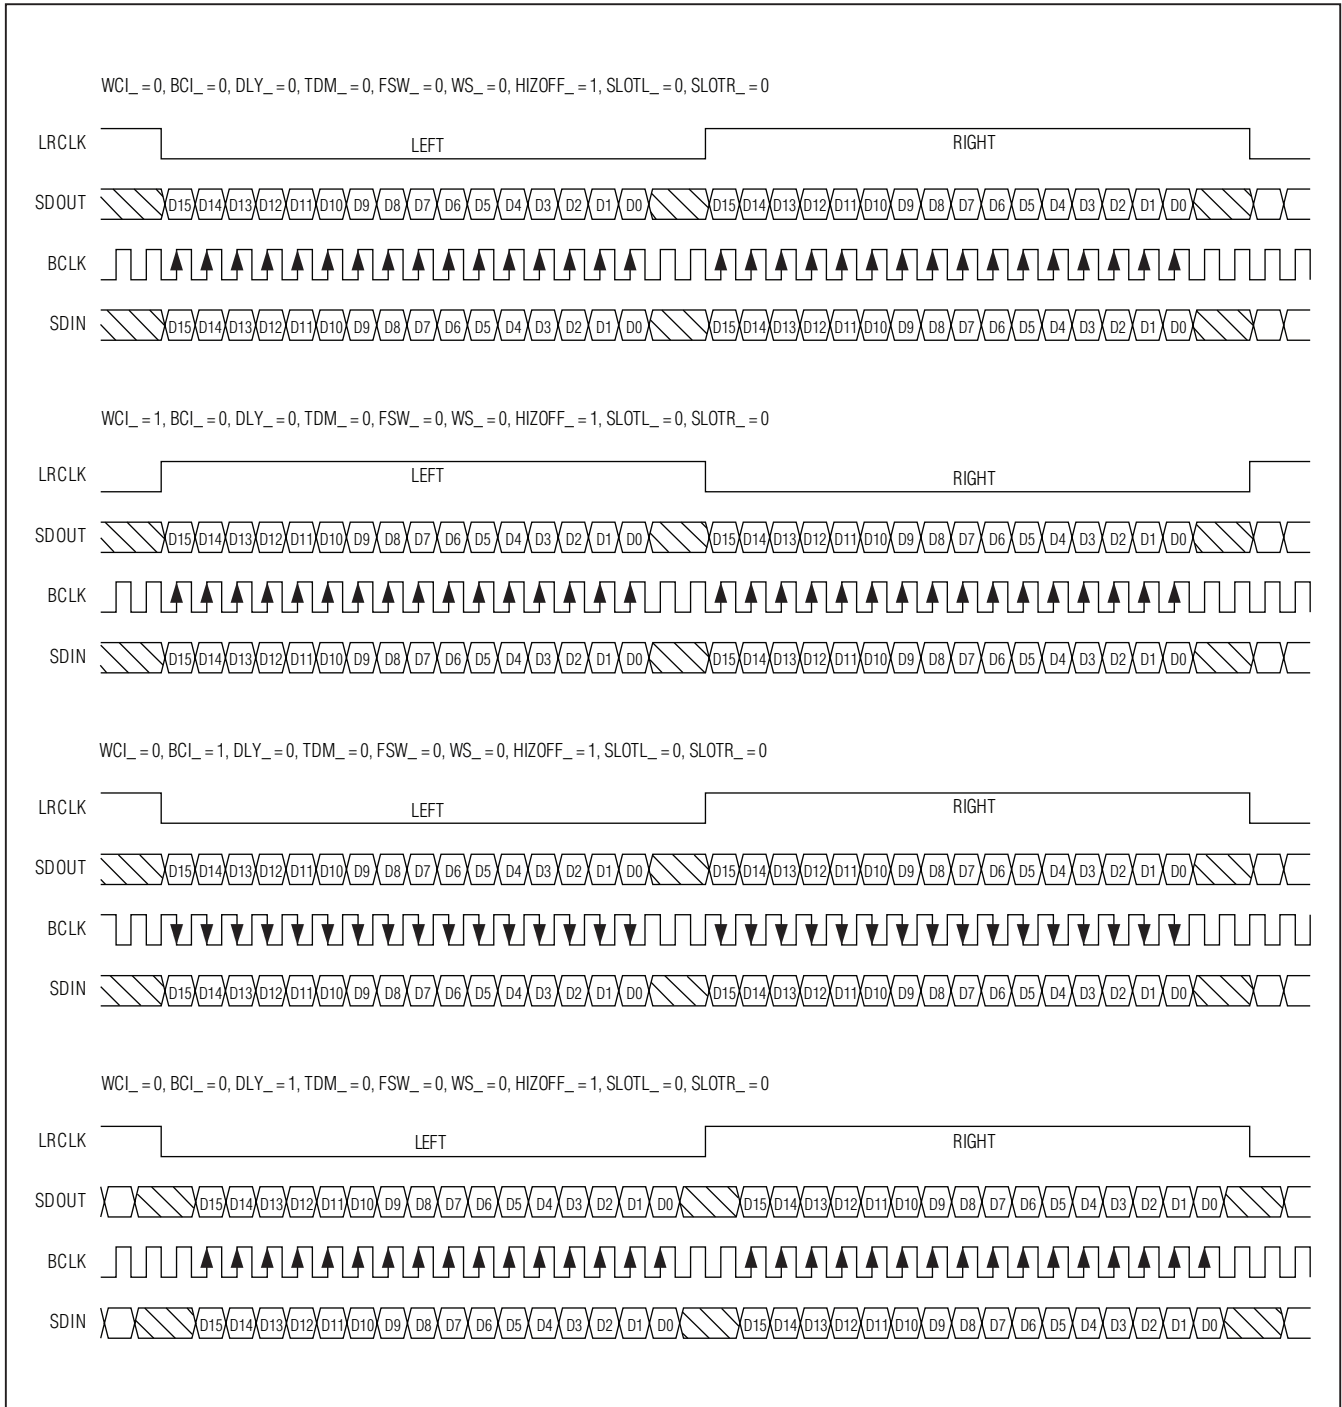 WCI_ = 0, BCI_ = 0, DLY_ = 0, TDM_ = 0, FSW_ = 0, WS_ = 0, HIZOFF_ = 1, SLOTL_ = 0, SLOTR_ = 0
LRCLK LEFT RIGHT
SDOUT D15 D14 D13 D12 D11 D10 D9 D8 D7 D6 D5 D4 D3 D2 D1 D0 D15 D14 D13 D12 D11 D10 D9 D8 D7 D6 D5 D4 D3 D2 D1 D0
BCLK
SDIN D15 D14 D13 D12 D11 D10 D9 D8 D7 D6 D5 D4 D3 D2 D1 D0 D15 D14 D13 D12 D11 D10 D9 D8 D7 D6 D5 D4 D3 D2 D1 D0
WCI_ = 1, BCI_ = 0, DLY_ = 0, TDM_ = 0, FSW_ = 0, WS_ = 0, HIZOFF_ = 1, SLOTL_ = 0, SLOTR_ = 0
LRCLK LEFT RIGHT
SDOUT D15 D14 D13 D12 D11 D10 D9 D8 D7 D6 D5 D4 D3 D2 D1 D0 D15 D14 D13 D12 D11 D10 D9 D8 D7 D6 D5 D4 D3 D2 D1 D0
BCLK
SDIN D15 D14 D13 D12 D11 D10 D9 D8 D7 D6 D5 D4 D3 D2 D1 D0 D15 D14 D13 D12 D11 D10 D9 D8 D7 D6 D5 D4 D3 D2 D1 D0
WCI_ = 0, BCI_ = 1, DLY_ = 0, TDM_ = 0, FSW_ = 0, WS_ = 0, HIZOFF_ = 1, SLOTL_ = 0, SLOTR_ = 0
LRCLK LEFT RIGHT
SDOUT D15 D14 D13 D12 D11 D10 D9 D8 D7 D6 D5 D4 D3 D2 D1 D0 D15 D14 D13 D12 D11 D10 D9 D8 D7 D6 D5 D4 D3 D2 D1 D0
BCLK
SDIN D15 D14 D13 D12 D11 D10 D9 D8 D7 D6 D5 D4 D3 D2 D1 D0 D15 D14 D13 D12 D11 D10 D9 D8 D7 D6 D5 D4 D3 D2 D1 D0
WCI_ = 0, BCI_ = 0, DLY_ = 1, TDM_ = 0, FSW_ = 0, WS_ = 0, HIZOFF_ = 1, SLOTL_ = 0, SLOTR_ = 0
LRCLK LEFT RIGHT
SDOUT D15 D14 D13 D12 D11 D10 D9 D8 D7 D6 D5 D4 D3 D2 D1 D0 D15 D14 D13 D12 D11 D10 D9 D8 D7 D6 D5 D4 D3 D2 D1 D0
BCLK
SDIN D15 D14 D13 D12 D11 D10 D9 D8 D7 D6 D5 D4 D3 D2 D1 D0 D15 D14 D13 D12 D11 D10 D9 D8 D7 D6 D5 D4 D3 D2 D1 D0